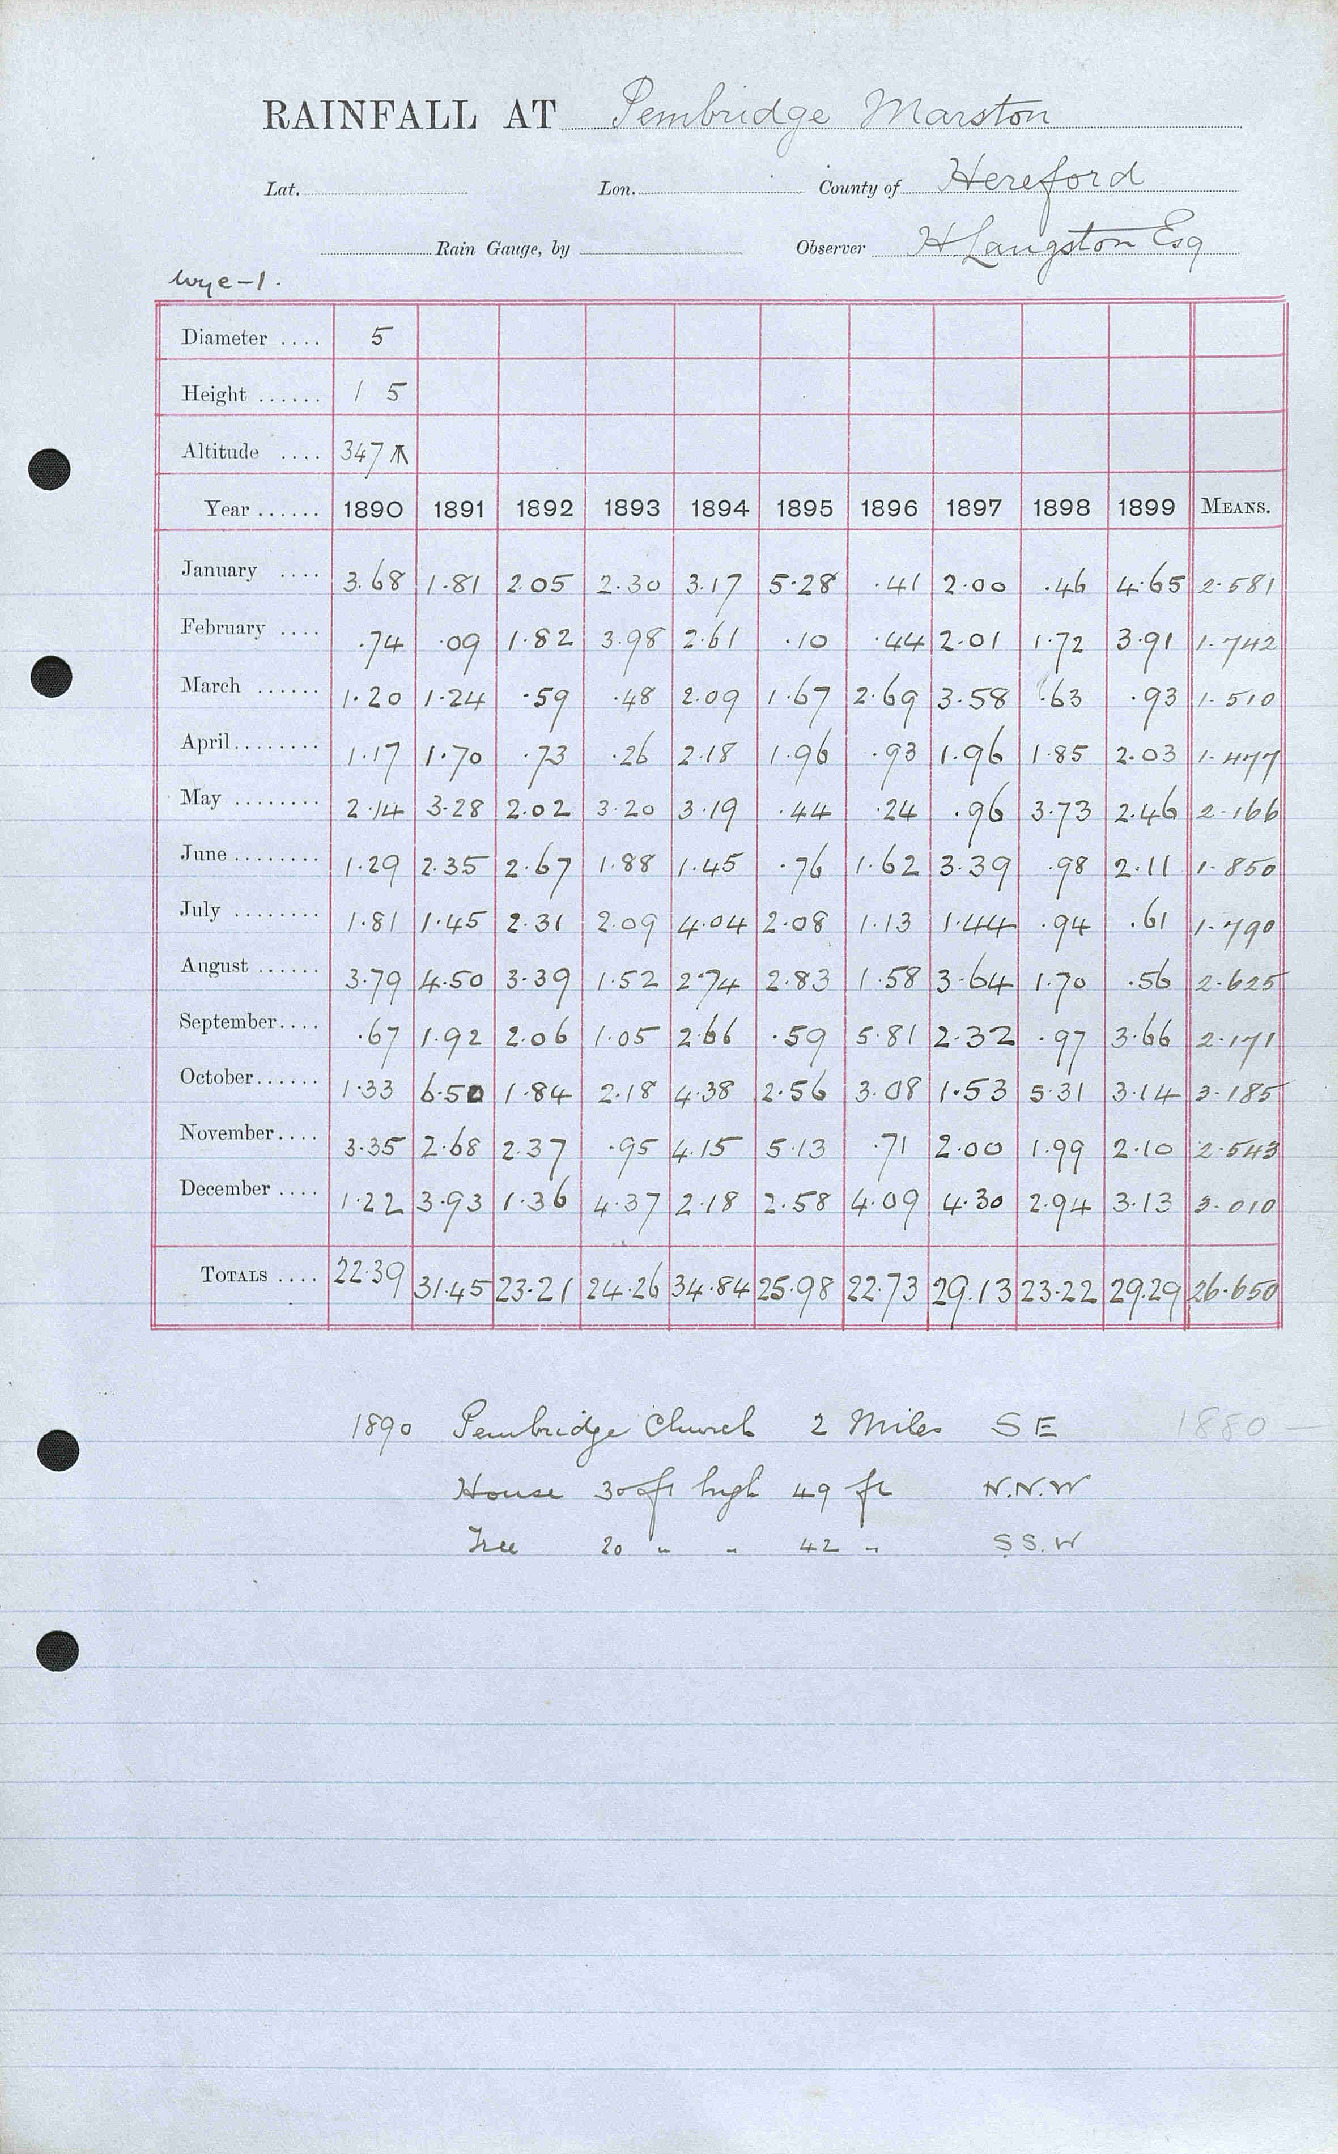 RAINFALL AT Pembridge Marston
Lat. Lon. County of Hereford
Rain Gauge, by Observer H Langston Esq
Wye-1.
Diameter .... 5
Height ...... 1 5
Altitude .... 347
Year ...... 1890 1891 1892 1893 1894 1895 1896 1897 1898 1899 MEANS.
January .... 3.68 1.81 2.05 2.30 3.17 5.28 .41 2.00 .46 4.65 2.581
February .... .74 .09 1.82 3.98 2.61 .10 .44 2.01 1.72 3.91 1.742
March ...... 1.20 1.24 .59 .48 2.09 1.67 2.69 3.58 .63 .93 1.510
April........ 1.17 1.70 .73 .26 2.18 1.96 .93 1.96 1.85 2.03 1.477
May ........ 2.14 3.28 2.02 3.20 3.19 .44 .24 .96 3.73 2.46 2.166
June ........ 1.29 2.35 2.67 1.88 1.45 .76 1.62 3.39 .98 2.11 1.850
July ........ 1.81 1.45 2.31 2.09 4.04 2.08 1.13 1.44 .94 .61 1.790
August ...... 3.79 4.50 3.39 1.52 2.74 2.83 1.58 3.64 1.70 .56 2.625
September.... .67 1.92 2.06 1.05 2.66 .59 5.81 2.32 .97 3.66 2.171
October...... 1.33 6.50 1.84 2.18 4.38 2.56 3.08 1.53 5.31 3.14 3.185
November.... 3.35 2.68 2.37 .95 4.15 5.13 .71 2.00 1.99 2.10 2.543
December .... 1.22 3.93 1.36 4.37 2.18 2.58 4.09 4.30 2.94 3.13 3.010
TOTALS .... 22.39 31.45 23.21 24.26 34.84 25.98 22.73 29.13 23.22 29.29 26.650
1890 Pembridge Church 2 Miles S E 1880 -
House 30 ft high 49 ft N.N.W
Tree 20 " " 42 " S S. W